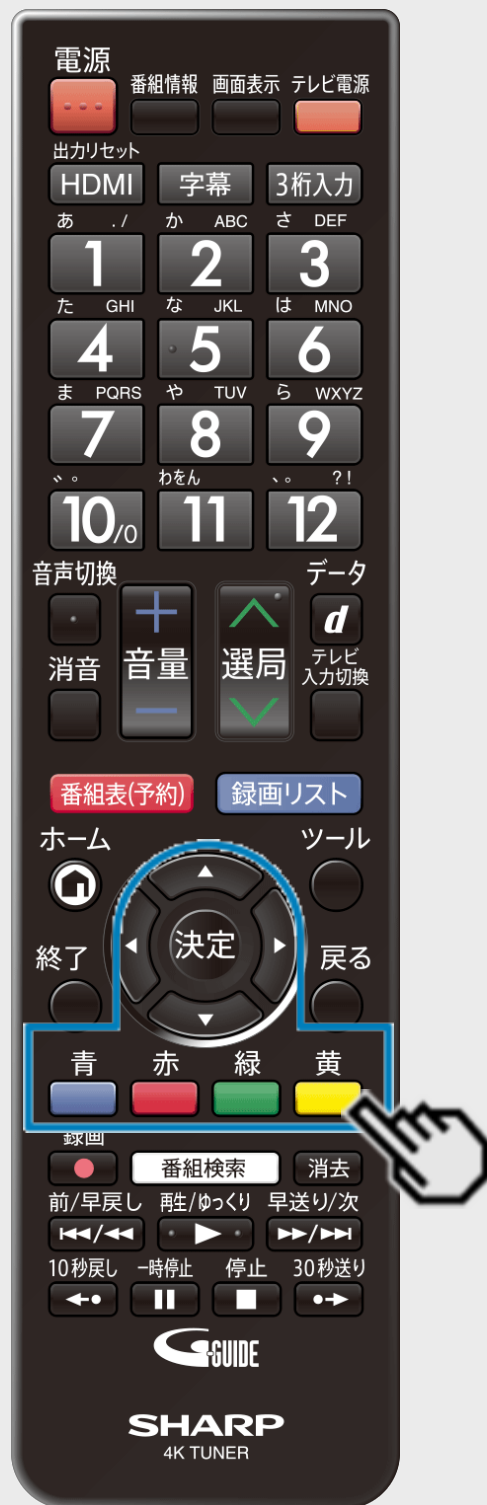 電源
番組情報 画面表示 テレビ電源
出力リセット
HDMI 字幕 3桁入力
あ ./ か ABC さ DEF
1 2 3
た GHI な JKL は MNO
4 5 6
ま PQRS や TUV ら WXYZ
7 8 9
゛゜ わをん 、。 ?!
10/0 11 12
音声切換 データ
+ d
消音 音量 選局 テレビ
入力切換
番組表(予約) 録画リスト
ホーム ツール
決定
終了 戻る
青 赤 緑 黄
録画
番組検索 消去
前/早戻し 再生/ゆっくり 早送り/次
10秒戻し 一時停止 停止 30秒送り
G-GUIDE
SHARP
4K TUNER